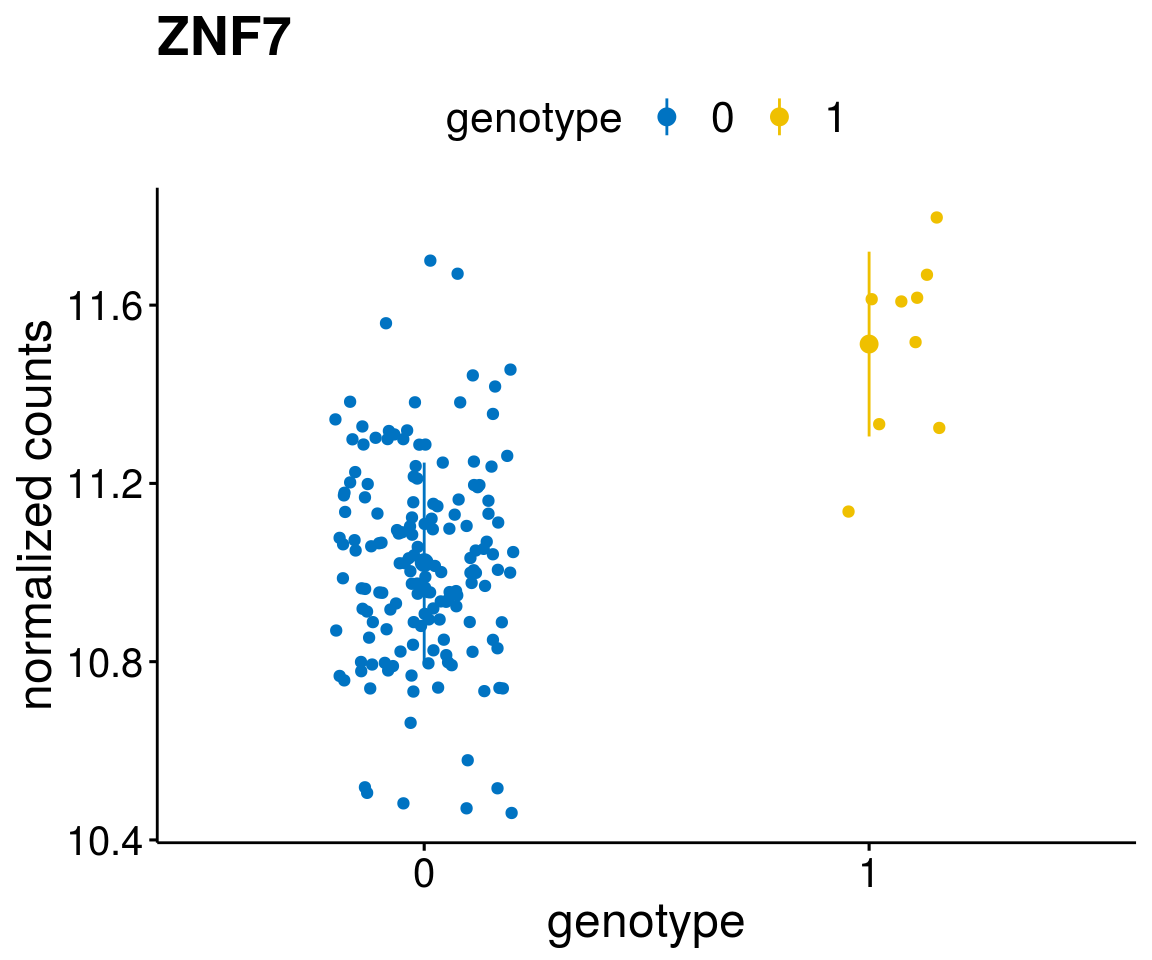 ZNF7
genotype 0 1
normalized counts
11.6
11.2
10.8
10.4
0 1
genotype